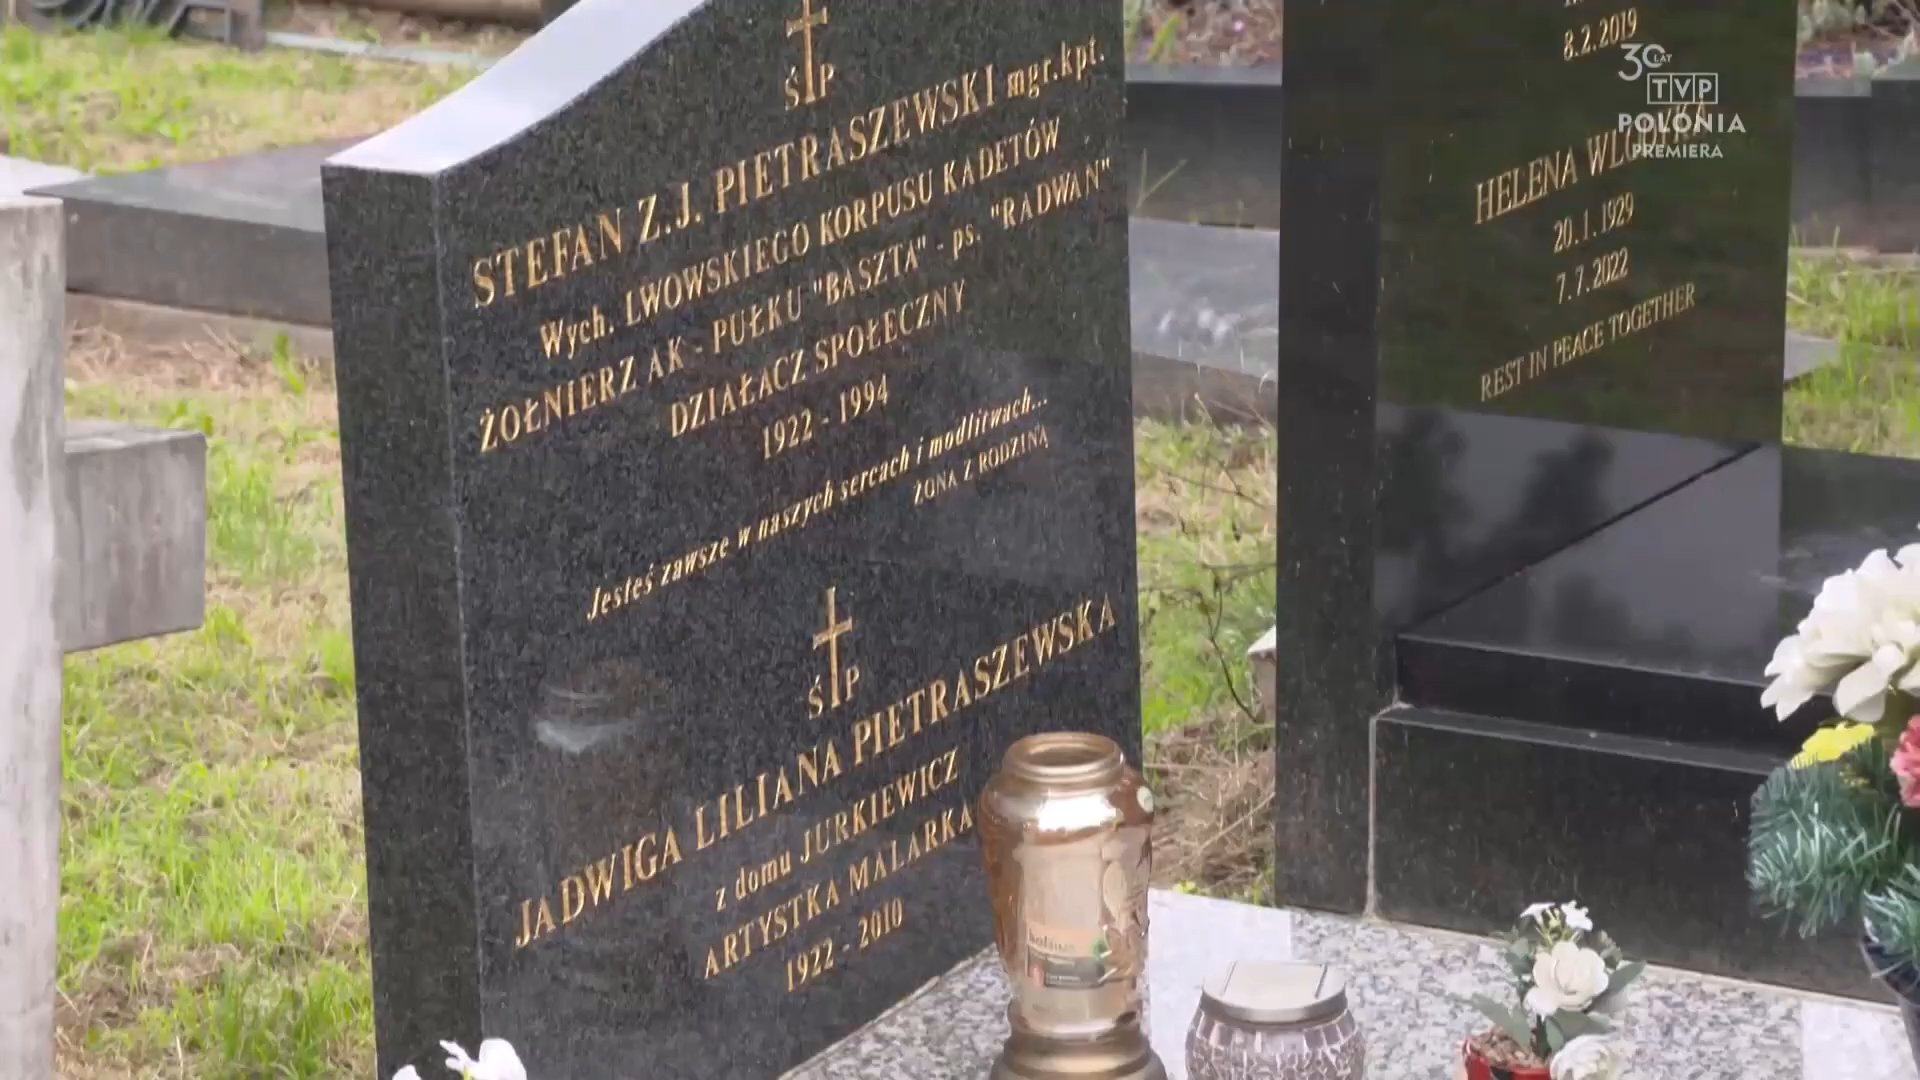 Ś P
STEFAN Z.J. PIETRASZEWSKI mgr.kpt.
Wych. LWOWSKIEGO KORPUSU KADETÓW
ŻOŁNIERZ AK - PUŁKU "BASZTA" - ps. "RADWAN"
DZIAŁACZ SPOŁECZNY
1922 - 1994
Jesteś zawsze w naszych sercach i modlitwach...
ŻONA Z RODZINĄ
Ś P
JADWIGA LILIANA PIETRASZEWSKA
z domu JURKIEWICZ
ARTYSTKA MALARKA
1922 - 2010
8.2.2019
HELENA
20.1.1929
7.7.2022
REST IN PEACE TOGETHER
30 LAT
TVP
POLONIA
PREMIERA